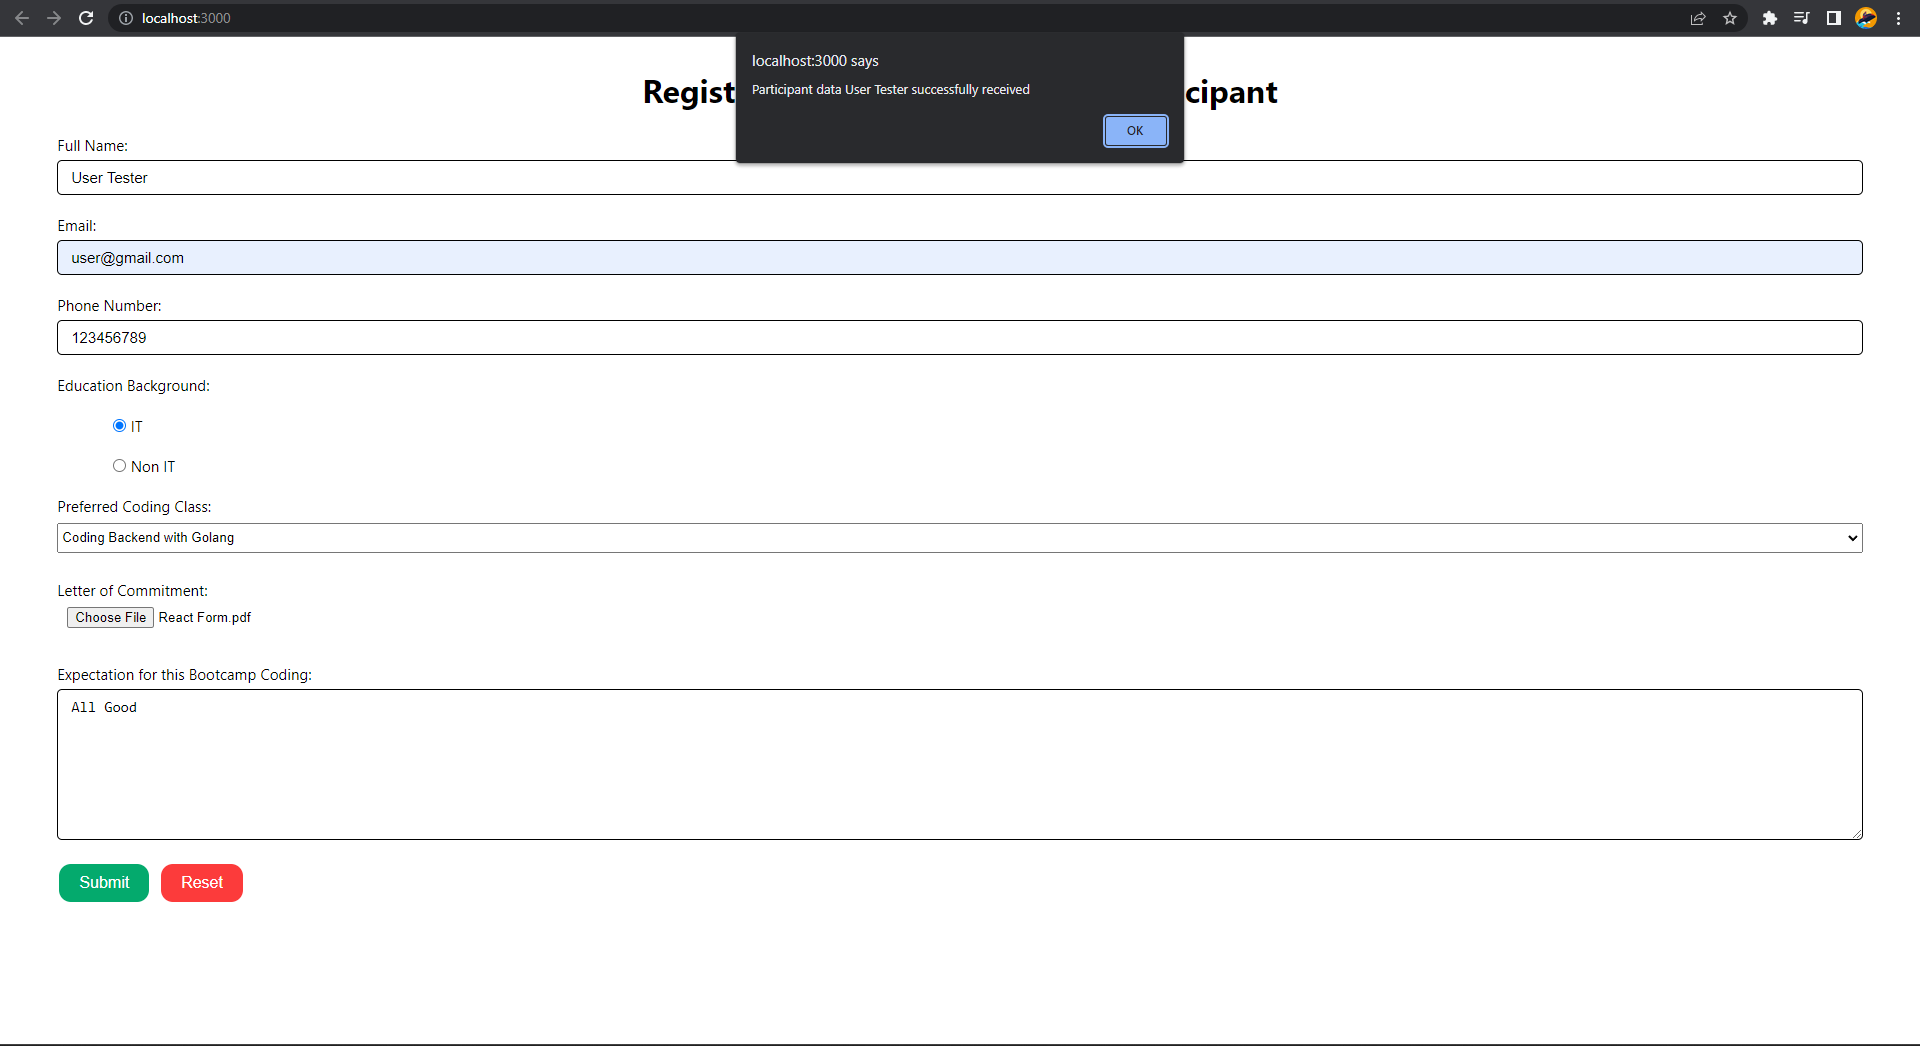 localhost:3000
localhost:3000 says
Participant data User Tester successfully received
OK
Regist cipant
Full Name:
User Tester
Email:
user@gmail.com
Phone Number:
123456789
Education Background:
IT
Non IT
Preferred Coding Class:
Coding Backend with Golang
Letter of Commitment:
Choose File React Form.pdf
Expectation for this Bootcamp Coding:
All Good
Submit Reset